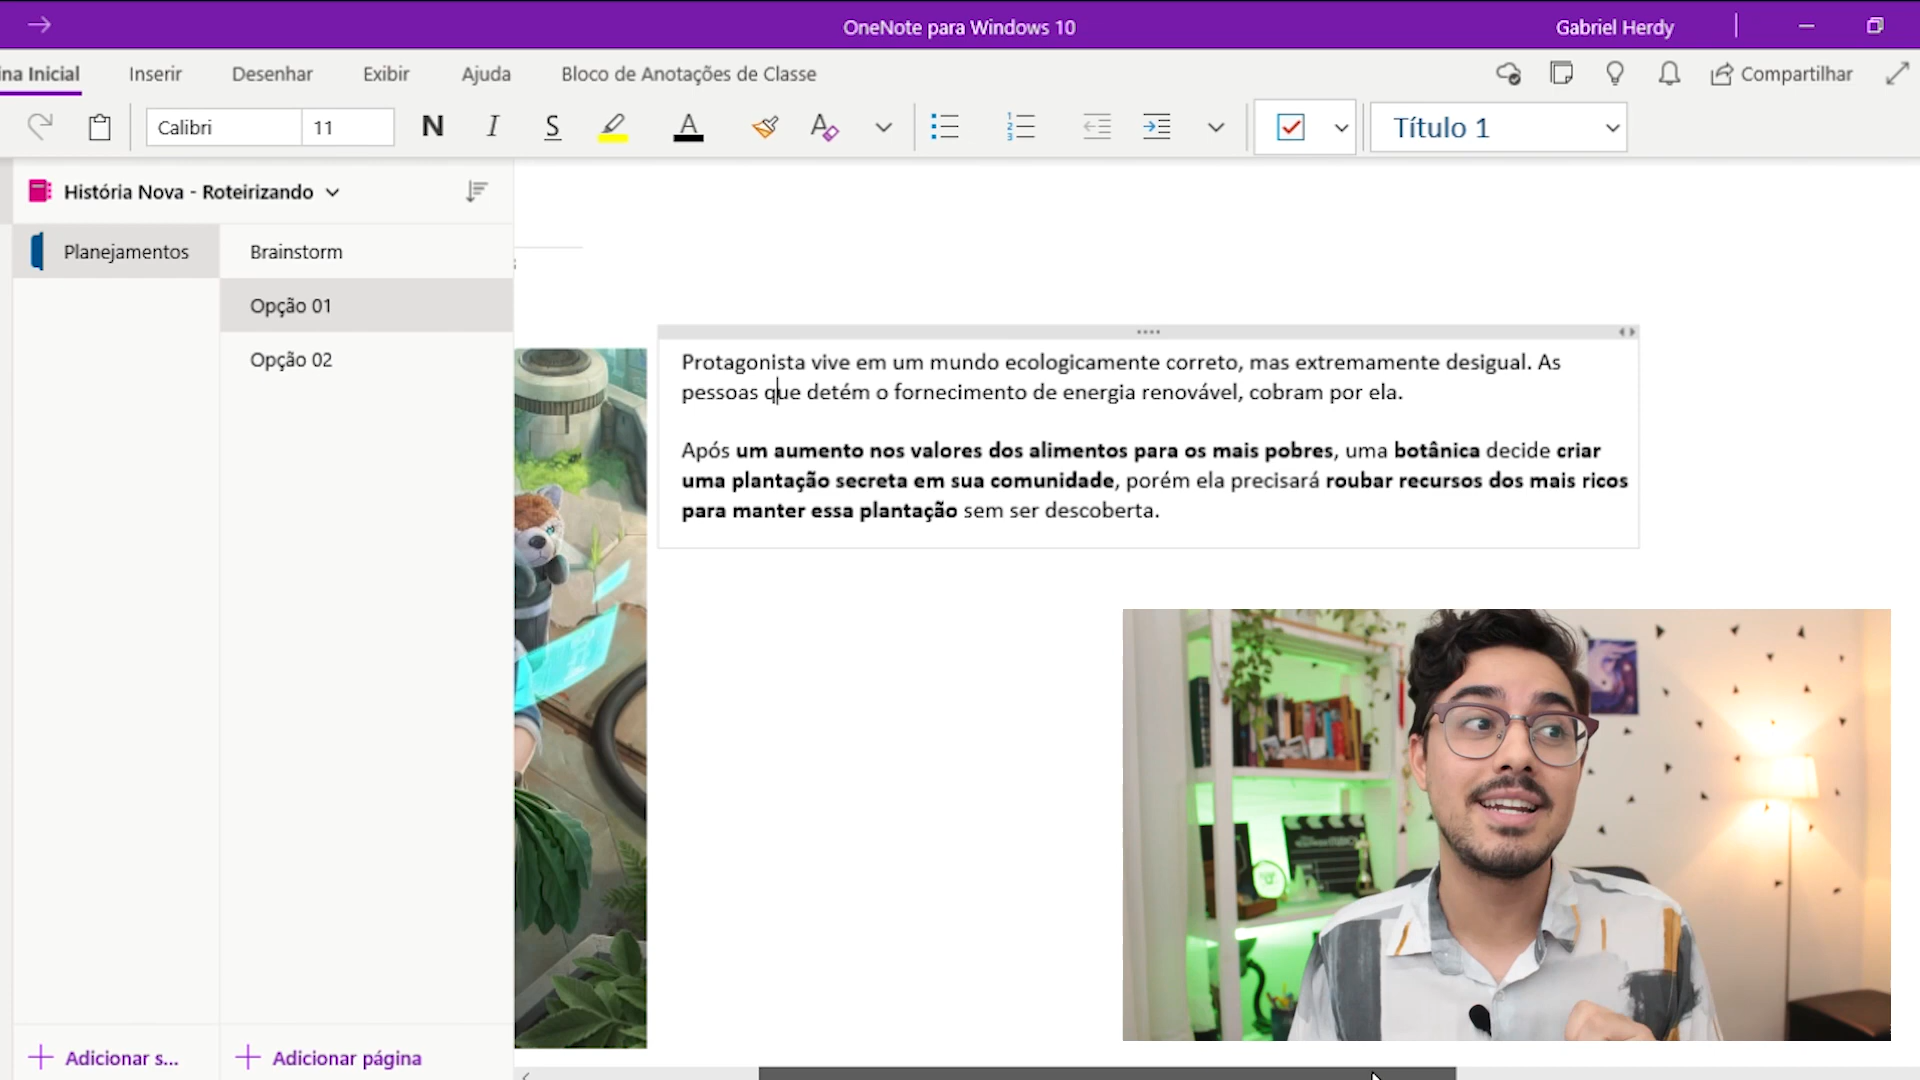 OneNote para Windows 10
Gabriel Herdy
ina Inicial
Inserir
Desenhar
Exibir
Ajuda
Bloco de Anotações de Classe
Compartilhar
Calibri
11
N
I
S
A
A
Título 1
História Nova - Roteirizando
Planejamentos
Brainstorm
Opção 01
Opção 02
Protagonista vive em um mundo ecologicamente correto, mas extremamente desigual. As
pessoas que detém o fornecimento de energia renovável, cobram por ela.
Após um aumento nos valores dos alimentos para os mais pobres, uma botânica decide criar
uma plantação secreta em sua comunidade, porém ela precisará roubar recursos dos mais ricos
para manter essa plantação sem ser descoberta.
Adicionar s...
Adicionar página